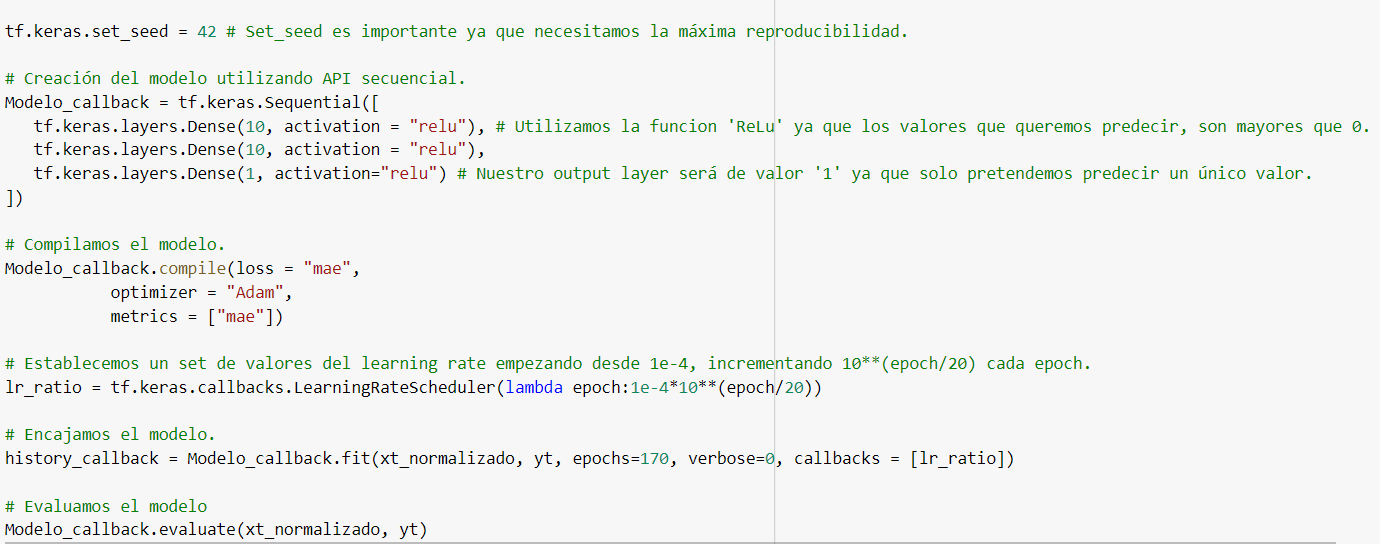 tf.keras.set_seed = 42 # Set_seed es importante ya que necesitamos la máxima reproducibilidad.
# Creación del modelo utilizando API secuencial.
Modelo_callback = tf.keras.Sequential([
tf.keras.layers.Dense(10, activation = "relu"), # Utilizamos la funcion 'ReLu' ya que los valores que queremos predecir, son mayores que 0.
tf.keras.layers.Dense(10, activation = "relu"),
tf.keras.layers.Dense(1, activation="relu") # Nuestro output layer será de valor '1' ya que solo pretendemos predecir un único valor.
])
# Compilamos el modelo.
Modelo_callback.compile(loss = "mae",
optimizer = "Adam",
metrics = ["mae"])
# Establecemos un set de valores del learning rate empezando desde 1e-4, incrementando 10**(epoch/20) cada epoch.
lr_ratio = tf.keras.callbacks.LearningRateScheduler(lambda epoch:1e-4*10**(epoch/20))
# Encajamos el modelo.
history_callback = Modelo_callback.fit(xt_normalizado, yt, epochs=170, verbose=0, callbacks = [lr_ratio])
# Evaluamos el modelo
Modelo_callback.evaluate(xt_normalizado, yt)